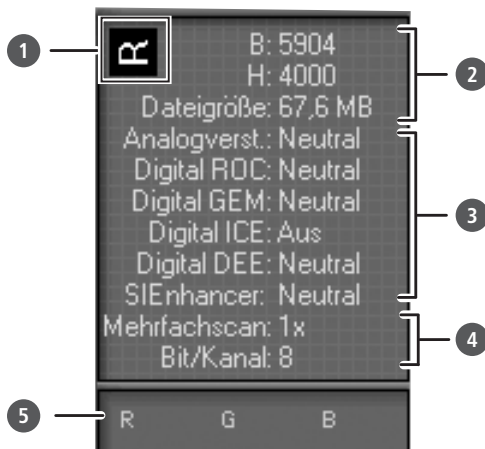 R
B: 5904
H: 4000
Dateigröße: 67,6 MB
Analogverst.: Neutral
Digital ROC: Neutral
Digital GEM: Neutral
Digital ICE: Aus
Digital DEE: Neutral
SIEnhancer: Neutral
Mehrfachscan: 1x
Bit/Kanal: 8
R G B
1
2
3
4
5